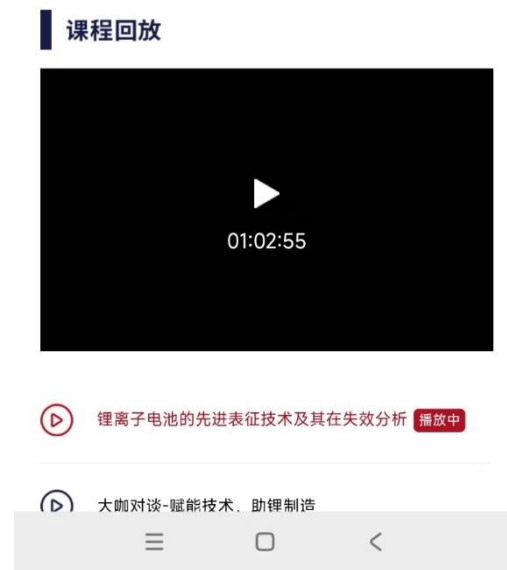 课程回放
01:02:55
锂离子电池的先进表征技术及其在失效分析 播放中
大咖对谈-赋能技术，助锂制造